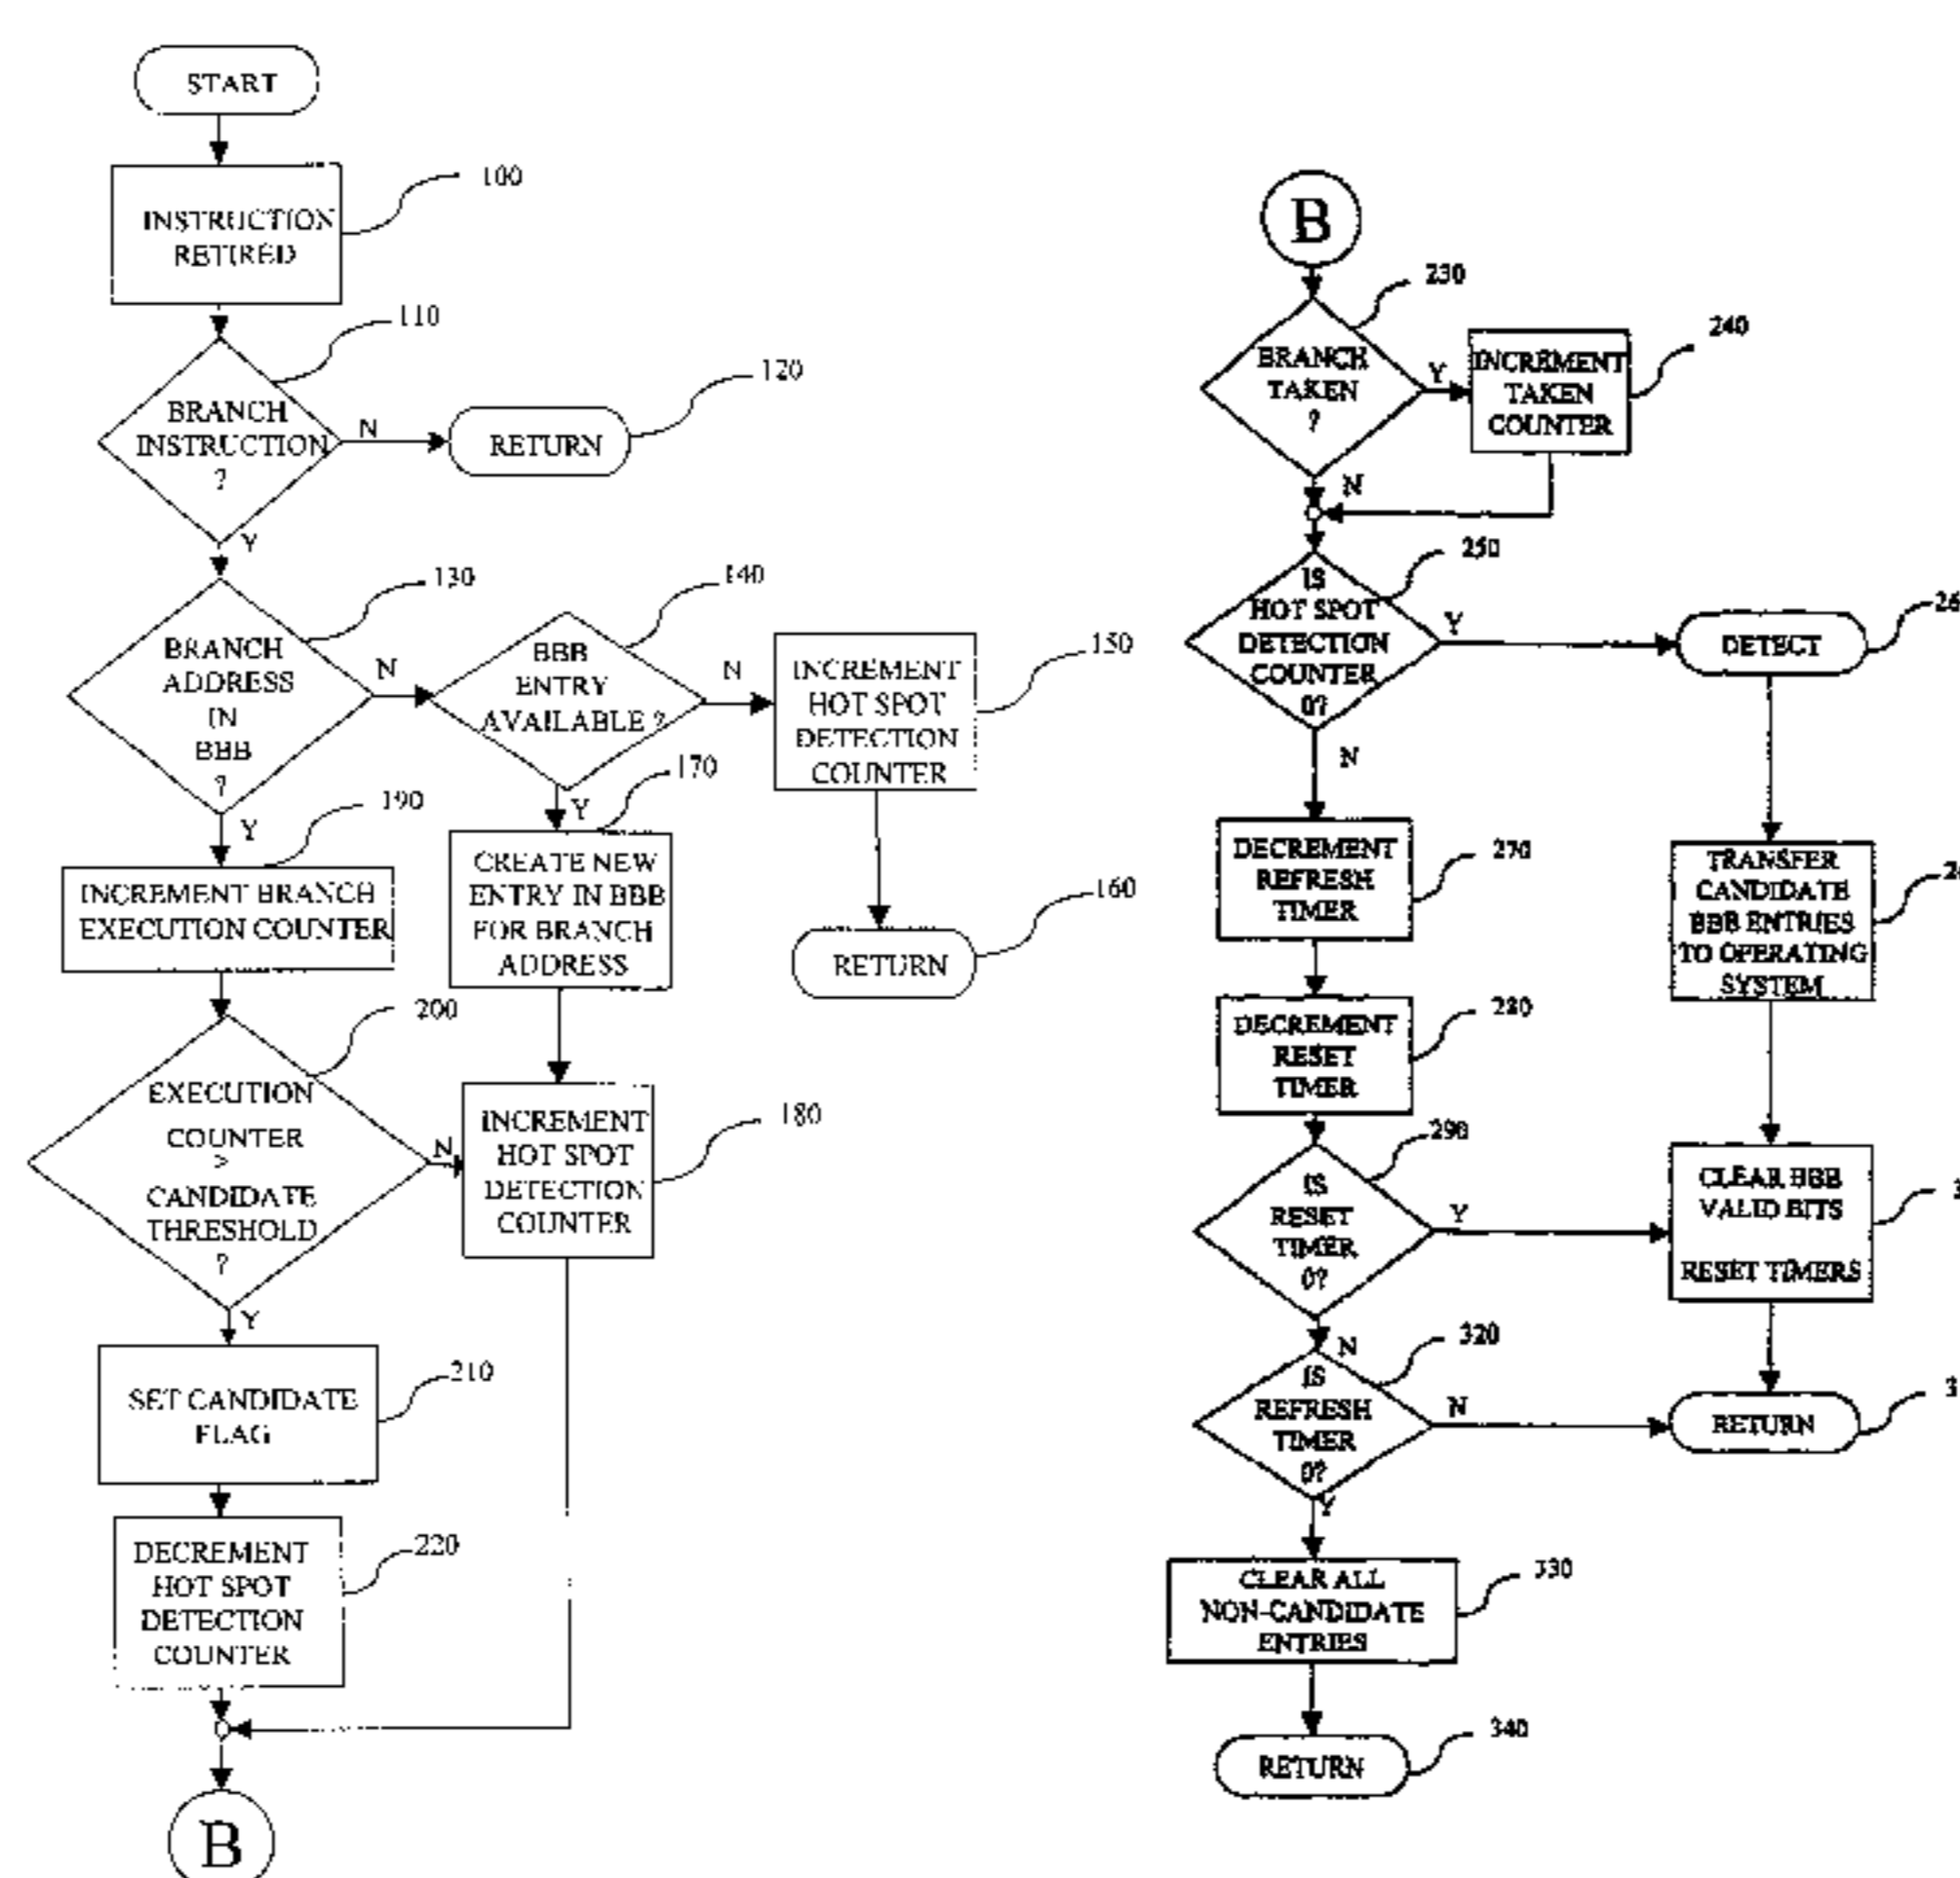 START
100
INSTRUCTION
RETIRED
110
BRANCH
INSTRUCTION
?
N
120
RETURN
Y
130
BRANCH
ADDRESS
IN
BBB
?
N
140
BBB
ENTRY
AVAILABLE ?
N
150
INCREMENT
HOT SPOT
DETECTION
COUNTER
160
RETURN
Y
170
CREATE NEW
ENTRY IN BBB
FOR BRANCH
ADDRESS
Y
190
INCREMENT BRANCH
EXECUTION COUNTER
200
EXECUTION
COUNTER
>
CANDIDATE
THRESHOLD
?
N
180
INCREMENT
HOT SPOT
DETECTION
COUNTER
Y
210
SET CANDIDATE
FLAG
220
DECREMENT
HOT SPOT
DETECTION
COUNTER
B
B
230
BRANCH
TAKEN
?
Y
240
INCREMENT
TAKEN
COUNTER
N
250
IS
HOT SPOT
DETECTION
COUNTER
0?
Y
26
DETECT
N
270
DECREMENT
REFRESH
TIMER
TRANSFER
CANDIDATE
BBB ENTRIES
TO OPERATING
SYSTEM
280
DECREMENT
RESET
TIMER
290
IS
RESET
TIMER
0?
Y
CLEAR BBB
VALID BITS
RESET TIMERS
N
320
IS
REFRESH
TIMER
0?
N
3
RETURN
Y
330
CLEAR ALL
NON-CANDIDATE
ENTRIES
340
RETURN